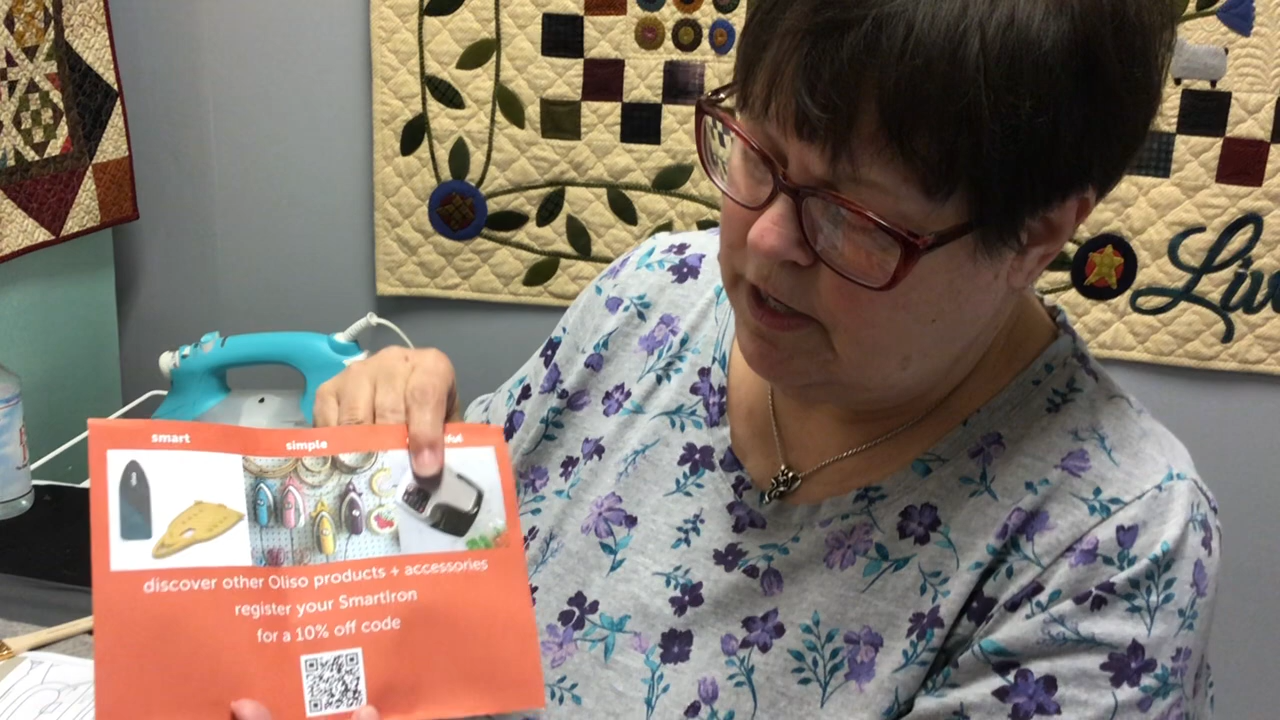 smart
simple
discover other Oliso products + accessories
register your SmartIron
for a 10% off code